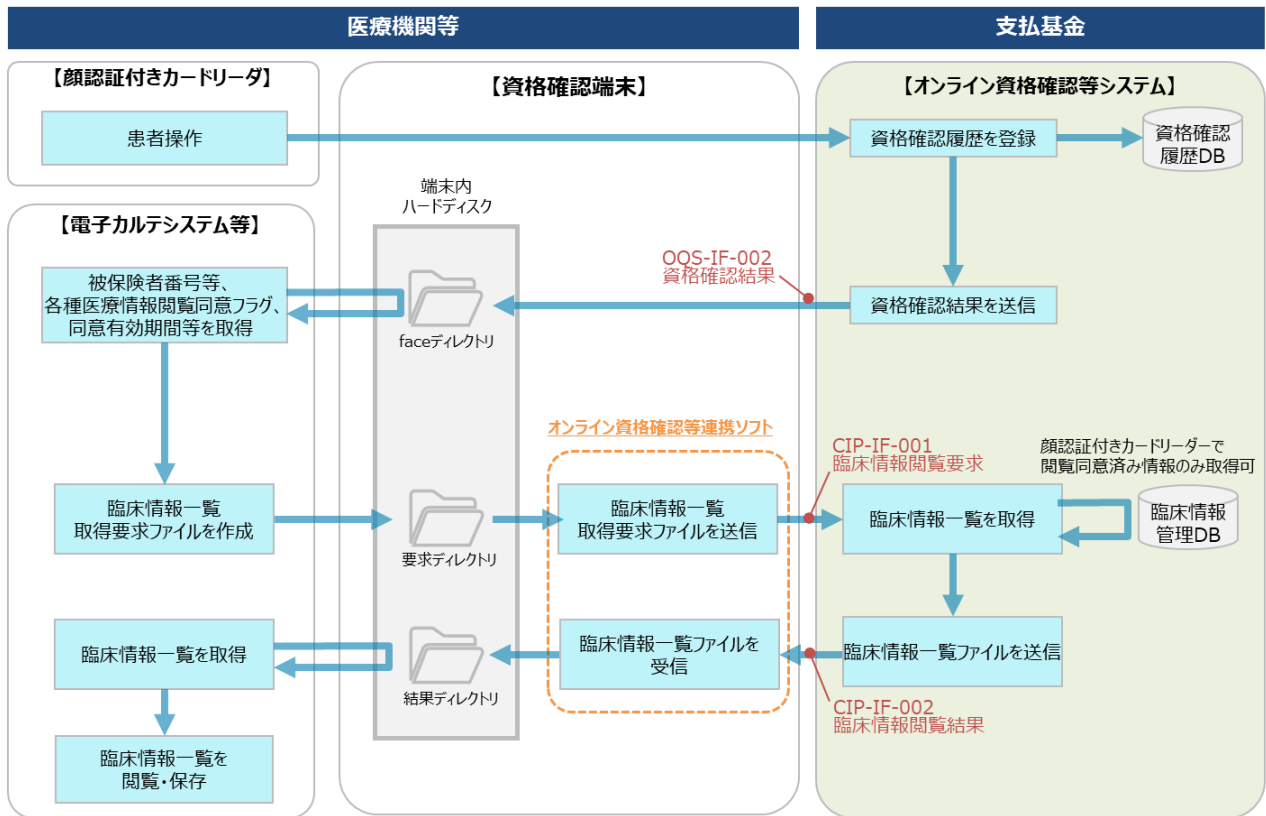 医療機関等
支払基金
【顔認証付きカードリーダ】
患者操作
【資格確認端末】
【オンライン資格確認等システム】
資格確認履歴を登録
資格確認
履歴DB
端末内
ハードディスク
【電子カルテシステム等】
被保険者番号等、
各種医療情報閲覧同意フラグ、
同意有効期間等を取得
faceディレクトリ
OQS-IF-002
資格確認結果
資格確認結果を送信
オンライン資格確認等連携ソフト
CIP-IF-001
臨床情報閲覧要求
顔認証付きカードリーダーで
閲覧同意済み情報のみ取得可
臨床情報一覧
取得要求ファイルを作成
要求ディレクトリ
臨床情報一覧
取得要求ファイルを送信
臨床情報一覧を取得
臨床情報
管理DB
臨床情報一覧を取得
結果ディレクトリ
臨床情報一覧ファイルを
受信
臨床情報一覧ファイルを送信
CIP-IF-002
臨床情報閲覧結果
臨床情報一覧を
閲覧・保存